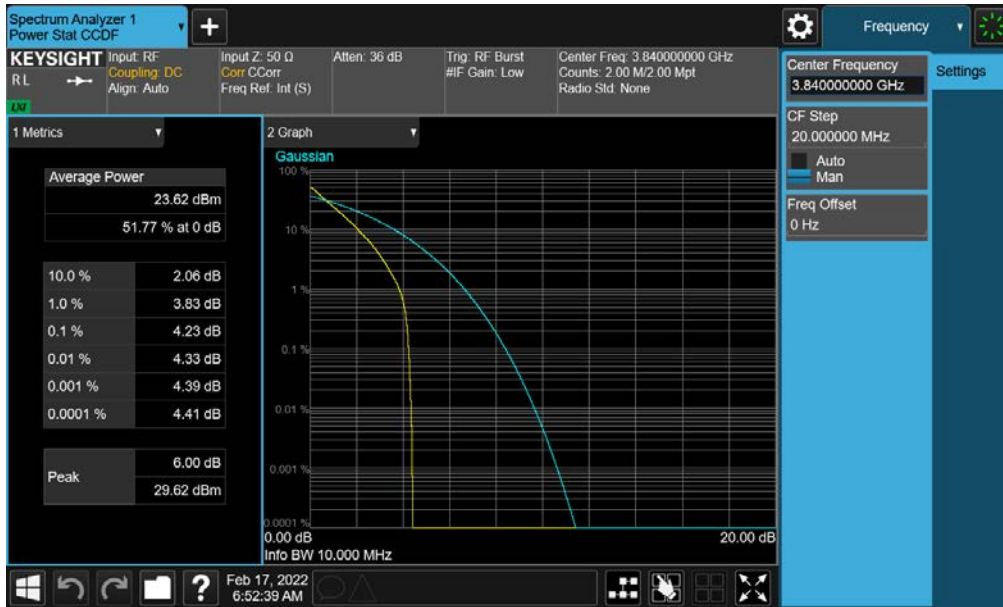 Spectrum Analyzer 1
Power Stat CCDF
+
Frequency
KEYSIGHT
RL
LXI
Input: RF
Coupling: DC
Align: Auto
Input Z: 50 Ω
Corr CCorr
Freq Ref: Int (S)
Atten: 36 dB
Trig: RF Burst
#IF Gain: Low
Center Freq: 3.840000000 GHz
Counts: 2.00 M/2.00 Mpt
Radio Std: None
Center Frequency
3.840000000 GHz
Settings
CF Step
20.000000 MHz
Auto
Man
Freq Offset
0 Hz
1 Metrics
Average Power
23.62 dBm
51.77 % at 0 dB
10.0 % 2.06 dB
1.0 % 3.83 dB
0.1 % 4.23 dB
0.01 % 4.33 dB
0.001 % 4.39 dB
0.0001 % 4.41 dB
Peak
6.00 dB
29.62 dBm
2 Graph
Gaussian
100 %
10 %
1 %
0.1 %
0.01 %
0.001 %
0.0001 %
0.00 dB
20.00 dB
Info BW 10.000 MHz
?
Feb 17, 2022
6:52:39 AM